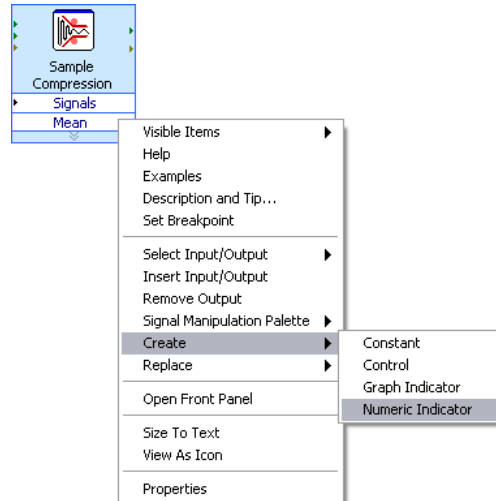 Sample
Compression
Signals
Mean
Visible Items
Help
Examples
Description and Tip...
Set Breakpoint
Select Input/Output
Insert Input/Output
Remove Output
Signal Manipulation Palette
Create
Replace
Open Front Panel
Size To Text
View As Icon
Properties
Constant
Control
Graph Indicator
Numeric Indicator